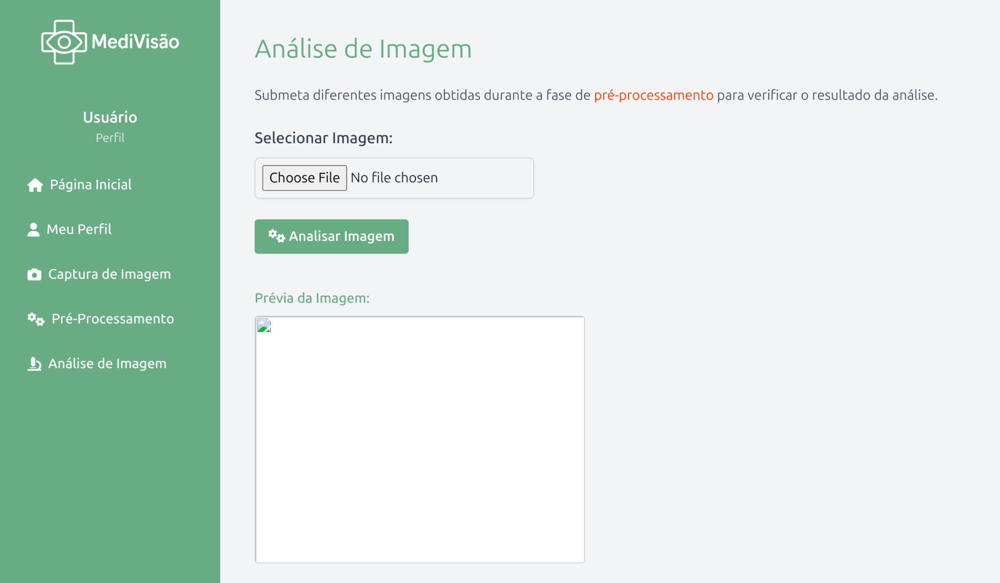 MediVisão
Usuário
Perfil
Página Inicial
Meu Perfil
Captura de Imagem
Pré-Processamento
Análise de Imagem
Análise de Imagem
Submeta diferentes imagens obtidas durante a fase de pré-processamento para verificar o resultado da análise.
Selecionar Imagem:
Choose File No file chosen
Analisar Imagem
Prévia da Imagem: